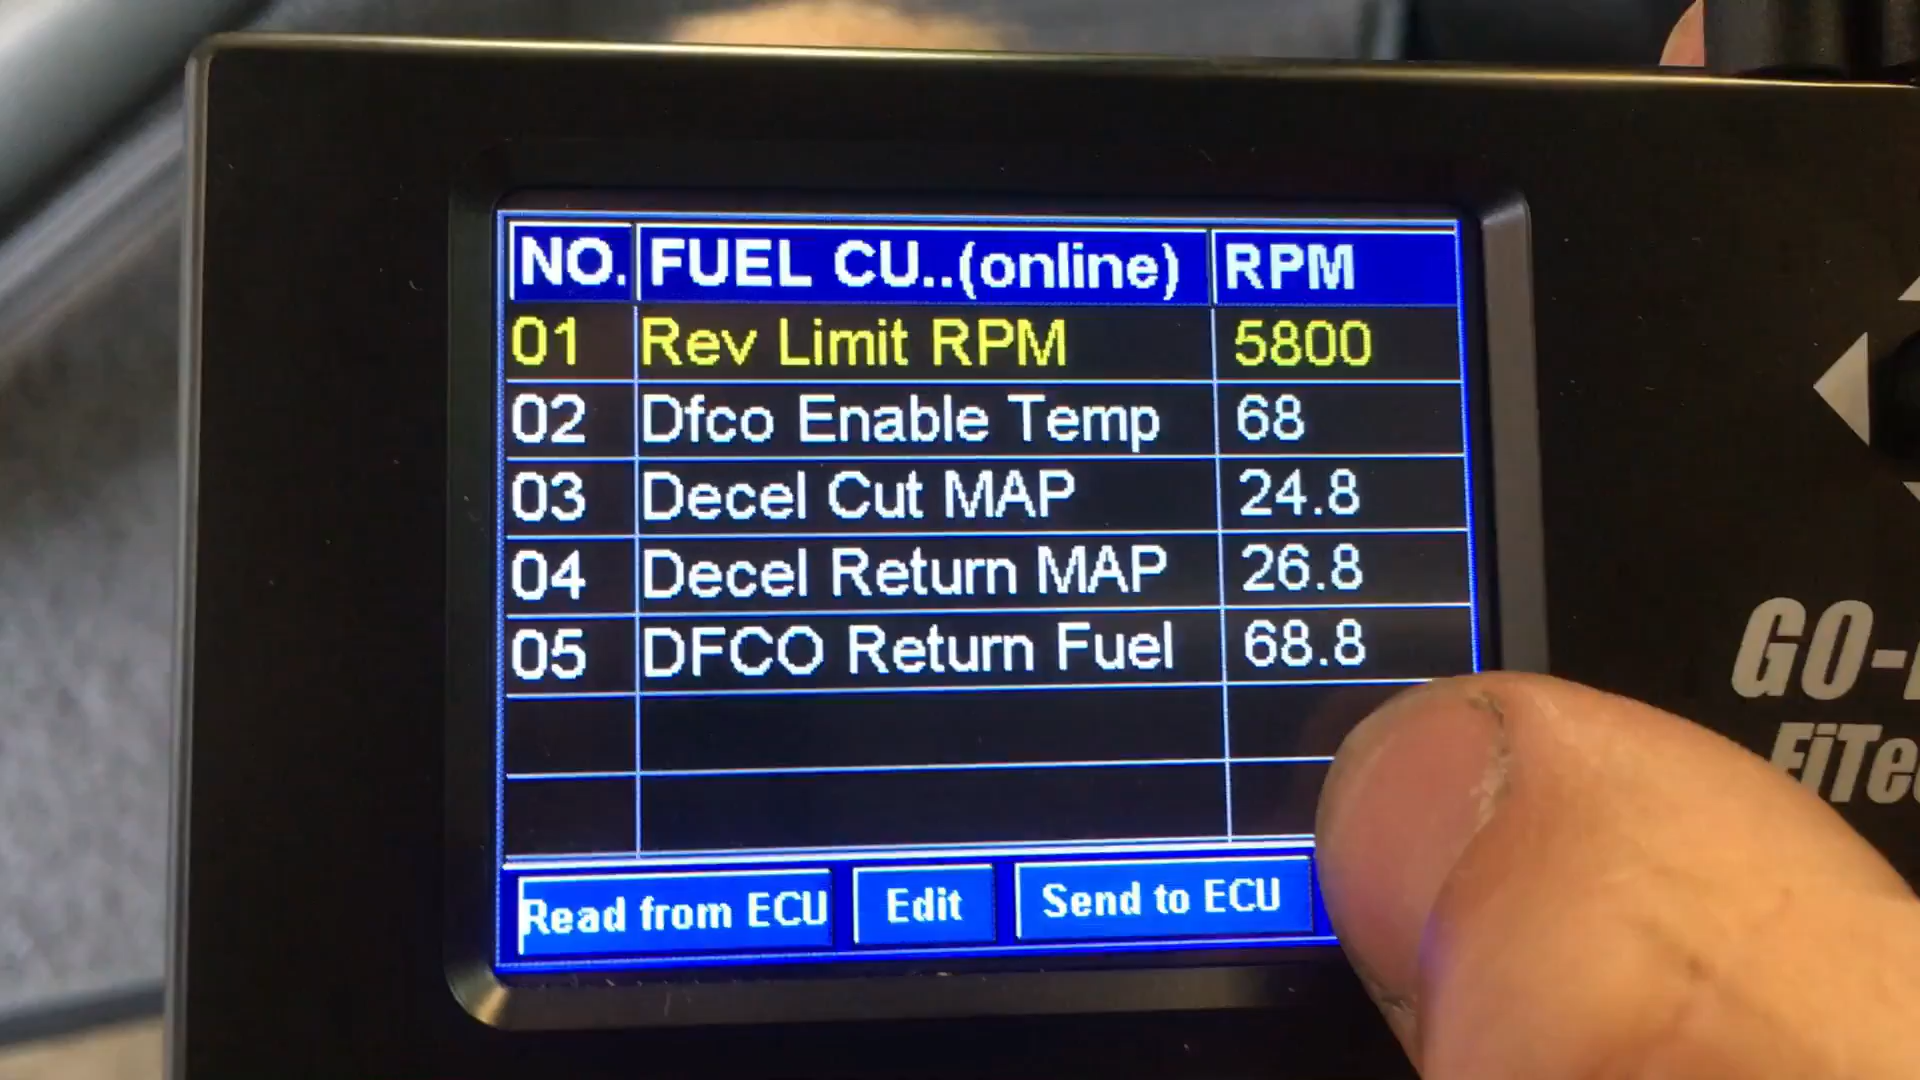 NO. FUEL CU..(online) RPM
01 Rev Limit RPM 5800
02 Dfco Enable Temp 68
03 Decel Cut MAP 24.8
04 Decel Return MAP 26.8
05 DFCO Return Fuel 68.8
Read from ECU Edit Send to ECU
GO-
FiTe